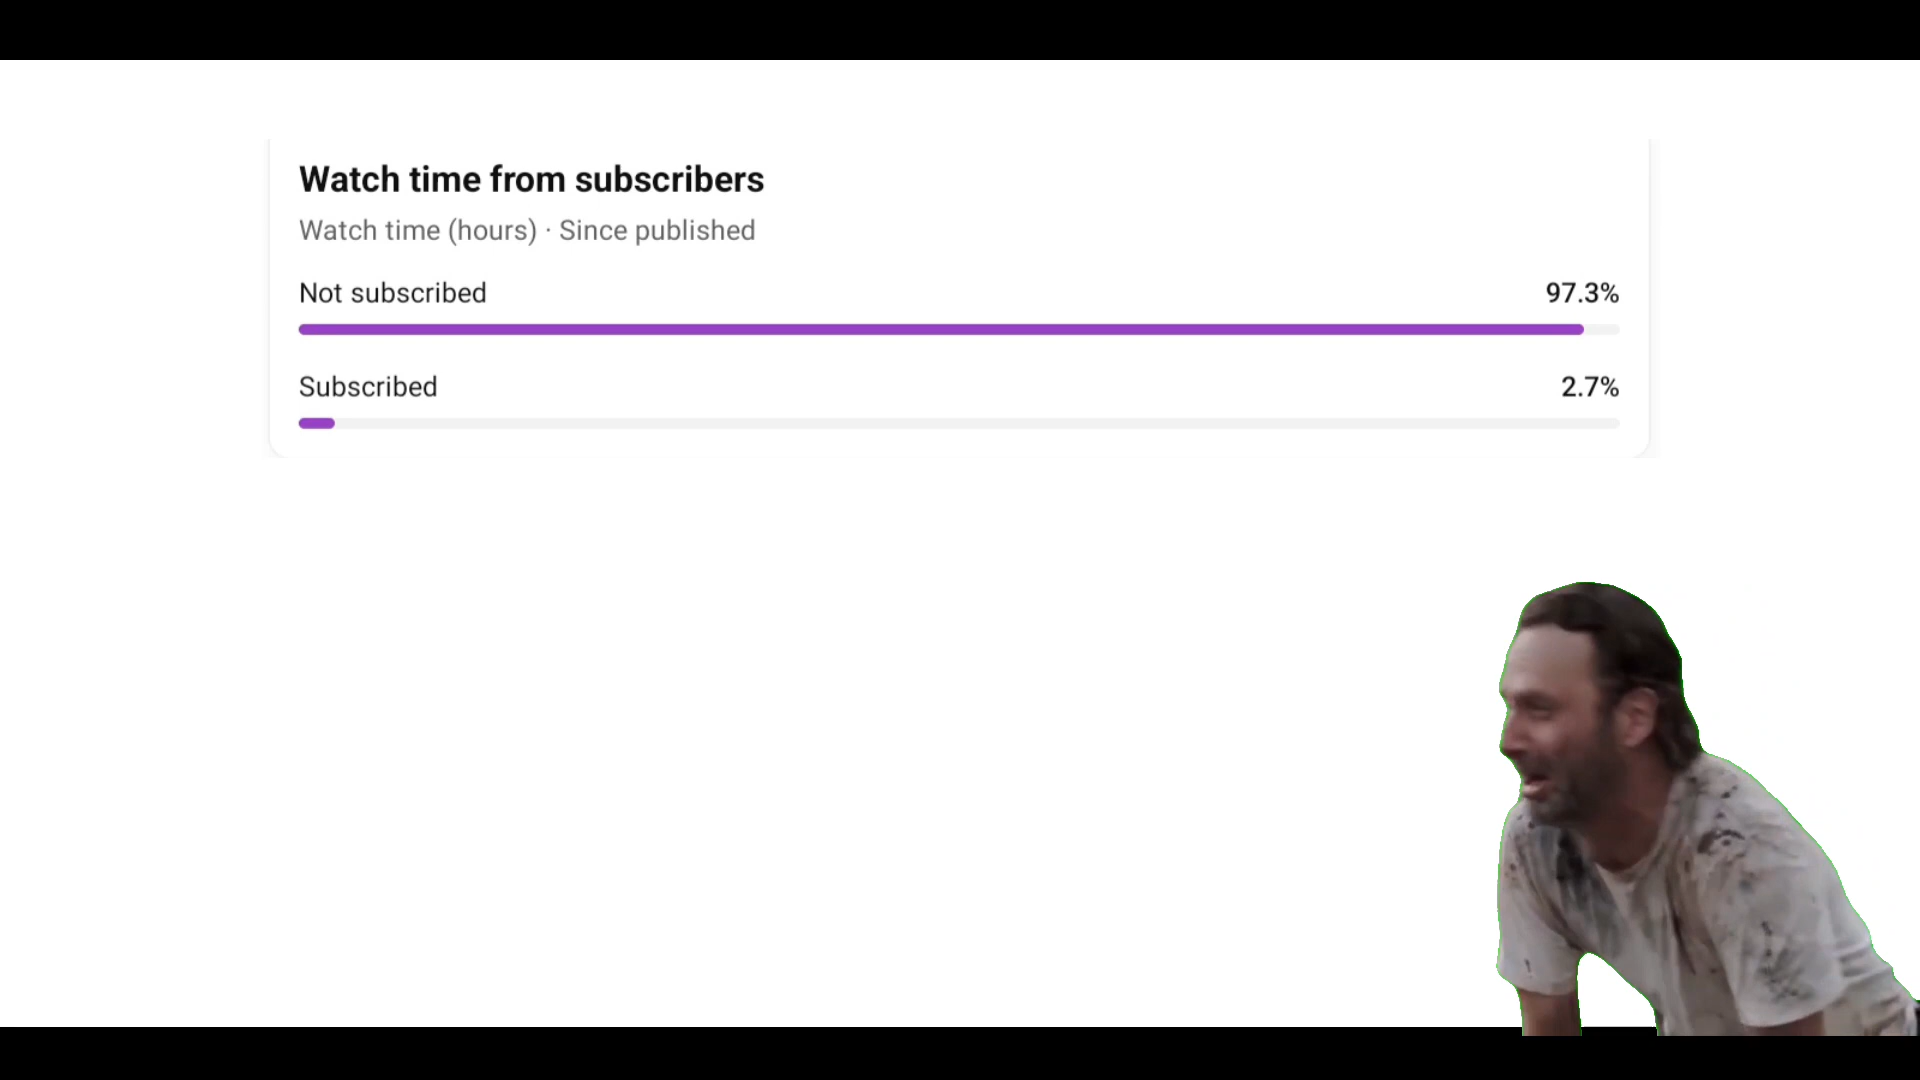 Watch time from subscribers
Watch time (hours) · Since published
Not subscribed 97.3%
Subscribed 2.7%